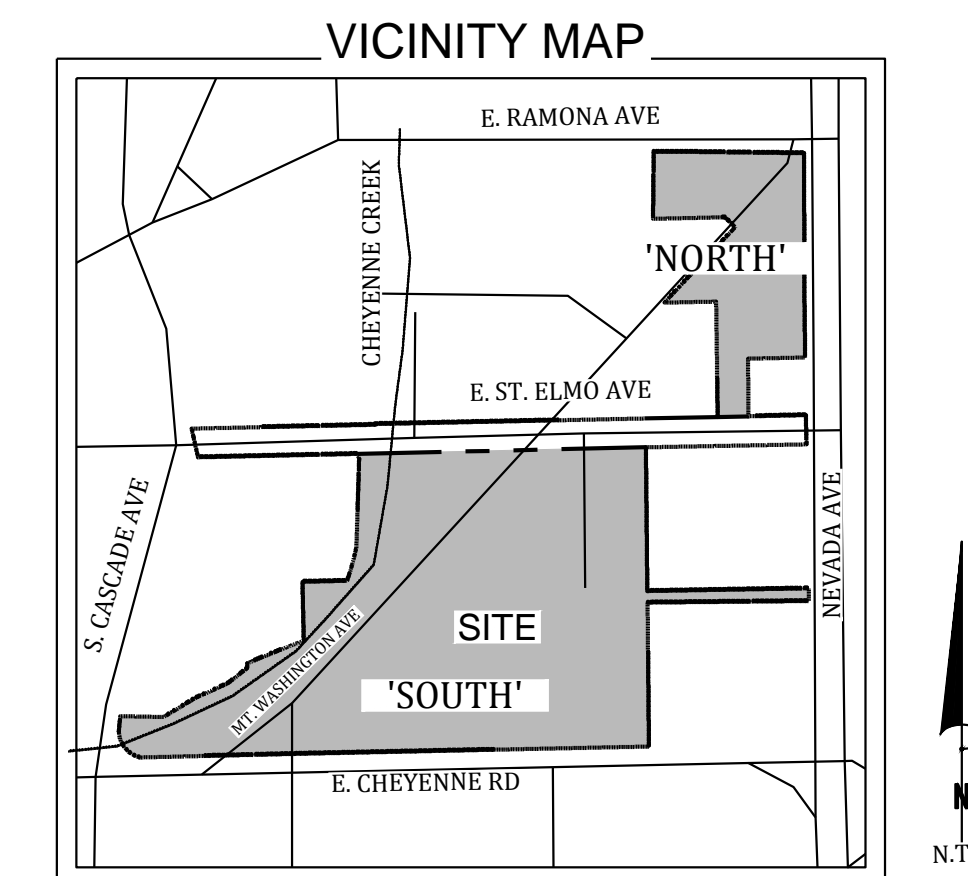 VICINITY MAP
E. RAMONA AVE
CHEYENNE CREEK
'NORTH'
E. ST. ELMO AVE
S. CASCADE AVE
NEVADA AVE
MT. WASHINGTON AVE
SITE
'SOUTH'
E. CHEYENNE RD
N
N.T